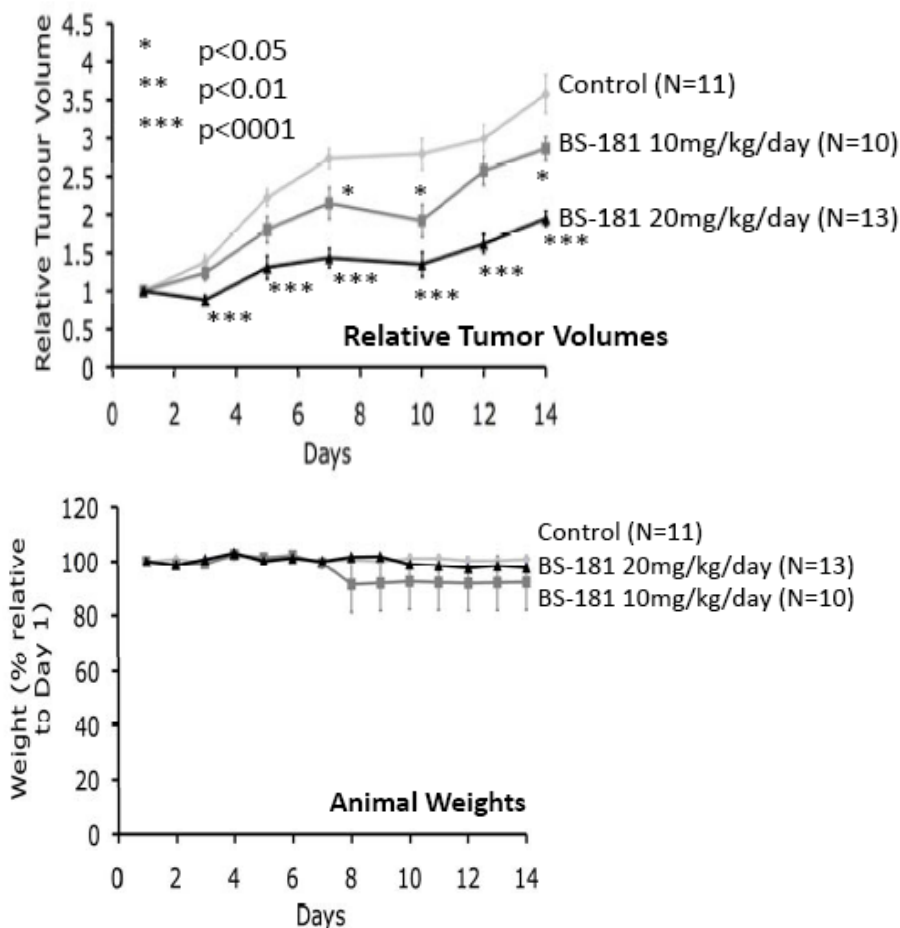 Relative Tumour Volume
4.5
4
3.5
3
2.5
2
1.5
1
0.5
0
* p<0.05
** p<0.01
*** p<0001
Control (N=11)
BS-181 10mg/kg/day (N=10)
BS-181 20mg/kg/day (N=13)
* * *
*** *** *** *** *** ***
Relative Tumor Volumes
0 2 4 6 8 10 12 14
Days
Weight (% relative
to Day 1)
120
100
80
60
40
20
0
Control (N=11)
BS-181 20mg/kg/day (N=13)
BS-181 10mg/kg/day (N=10)
Animal Weights
0 2 4 6 8 10 12 14
Days